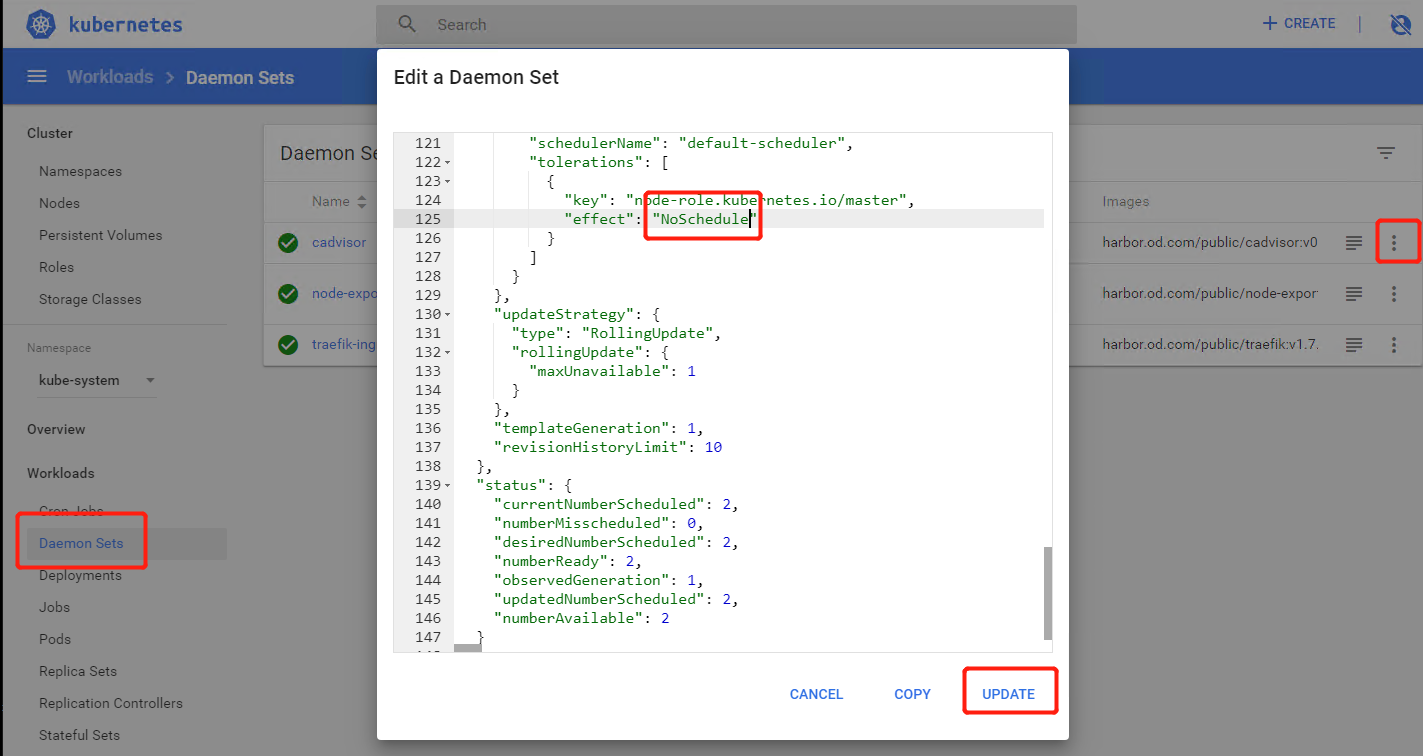 kubernetes
Search
CREATE
Workloads
Daemon Sets
Cluster
Namespaces
Nodes
Persistent Volumes
Roles
Storage Classes
Namespace
kube-system
Overview
Workloads
Cron Jobs
Daemon Sets
Deployments
Jobs
Pods
Replica Sets
Replication Controllers
Stateful Sets
Daemon Se
Name
Images
cadvisor
harbor.od.com/public/cadvisor:v0
node-expo
harbor.od.com/public/node-expor
traefik-ing
harbor.od.com/public/traefik:v1.7.
Edit a Daemon Set
121 "schedulerName": "default-scheduler",
122 "tolerations": [
123 {
124 "key": "node-role.kubernetes.io/master",
125 "effect": "NoSchedule"
126 }
127 ]
128 }
129 },
130 "updateStrategy": {
131 "type": "RollingUpdate",
132 "rollingUpdate": {
133 "maxUnavailable": 1
134 }
135 },
136 "templateGeneration": 1,
137 "revisionHistoryLimit": 10
138 },
139 "status": {
140 "currentNumberScheduled": 2,
141 "numberMisscheduled": 0,
142 "desiredNumberScheduled": 2,
143 "numberReady": 2,
144 "observedGeneration": 1,
145 "updatedNumberScheduled": 2,
146 "numberAvailable": 2
147 }
CANCEL
COPY
UPDATE